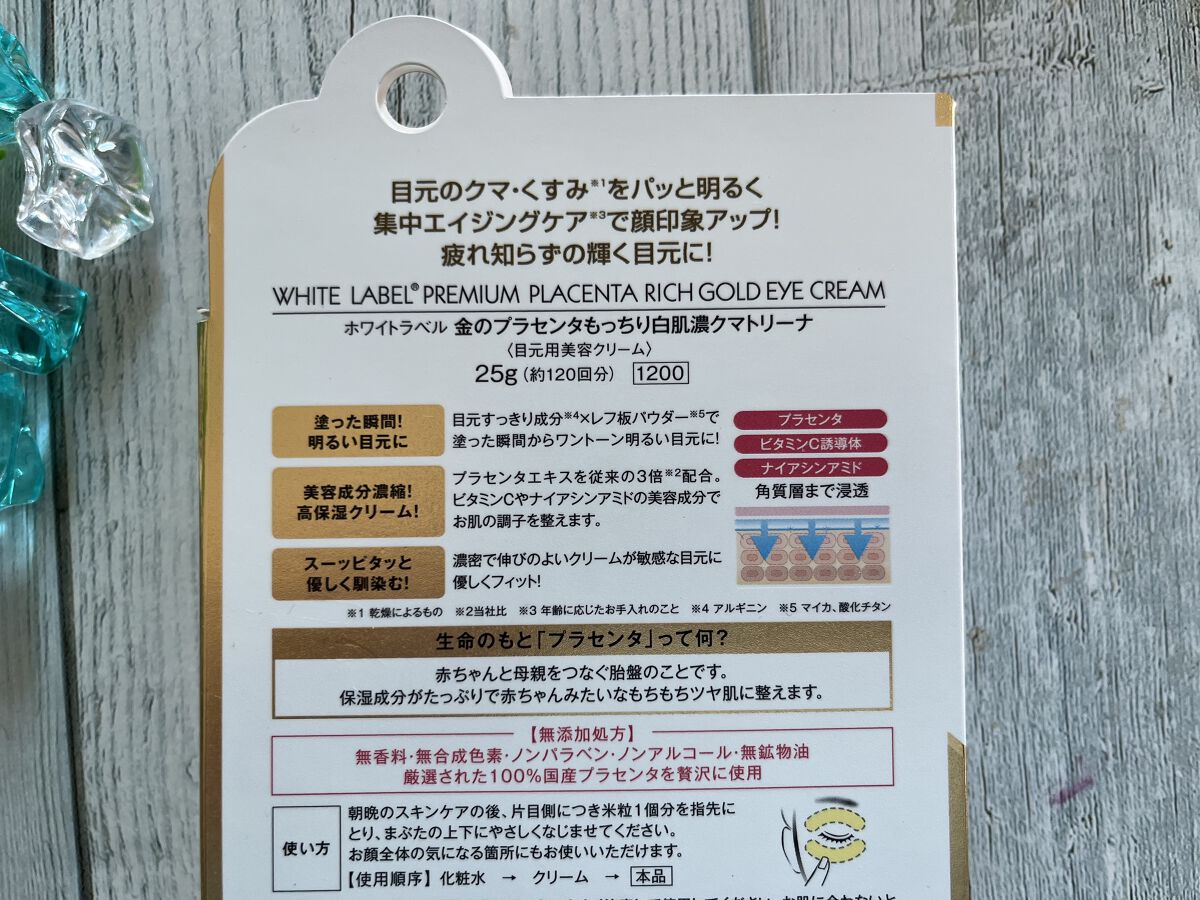 目元のクマ・くすみ※1をパッと明るく
集中エイジングケア※3で顔印象アップ!
疲れ知らずの輝く目元に!
WHITE LABEL® PREMIUM PLACENTA RICH GOLD EYE CREAM
ホワイトラベル 金のプラセンタもっちり白肌濃クマトリーナ
〈目元用美容クリーム〉
25g (約120回分) 1200
塗った瞬間!
明るい目元に
目元すっきり成分※4×レフ板パウダー※5で
塗った瞬間からワントーン明るい目元に!
美容成分濃縮!
高保湿クリーム!
プラセンタエキスを従来の3倍※2配合。
ビタミンCやナイアシンアミドの美容成分で
お肌の調子を整えます。
スーッピタッと
優しく馴染む!
濃密で伸びのよいクリームが敏感な目元に
優しくフィット!
プラセンタ
ビタミンC誘導体
ナイアシンアミド
角質層まで浸透
※1 乾燥によるもの ※2当社比 ※3 年齢に応じたお手入れのこと ※4 アルギニン ※5 マイカ、酸化チタン
生命のもと「プラセンタ」って何?
赤ちゃんと母親をつなぐ胎盤のことです。
保湿成分がたっぷりで赤ちゃんみたいなもちもちツヤ肌に整えます。
【無添加処方】
無香料・無合成色素・ノンパラベン・ノンアルコール・無鉱物油
厳選された100%国産プラセンタを贅沢に使用
使い方
朝晩のスキンケアの後、片目側につき米粒1個分を指先に
とり、まぶたの上下にやさしくなじませてください。
お顔全体の気になる箇所にもお使いいただけます。
【使用順序】 化粧水 → クリーム → 本品